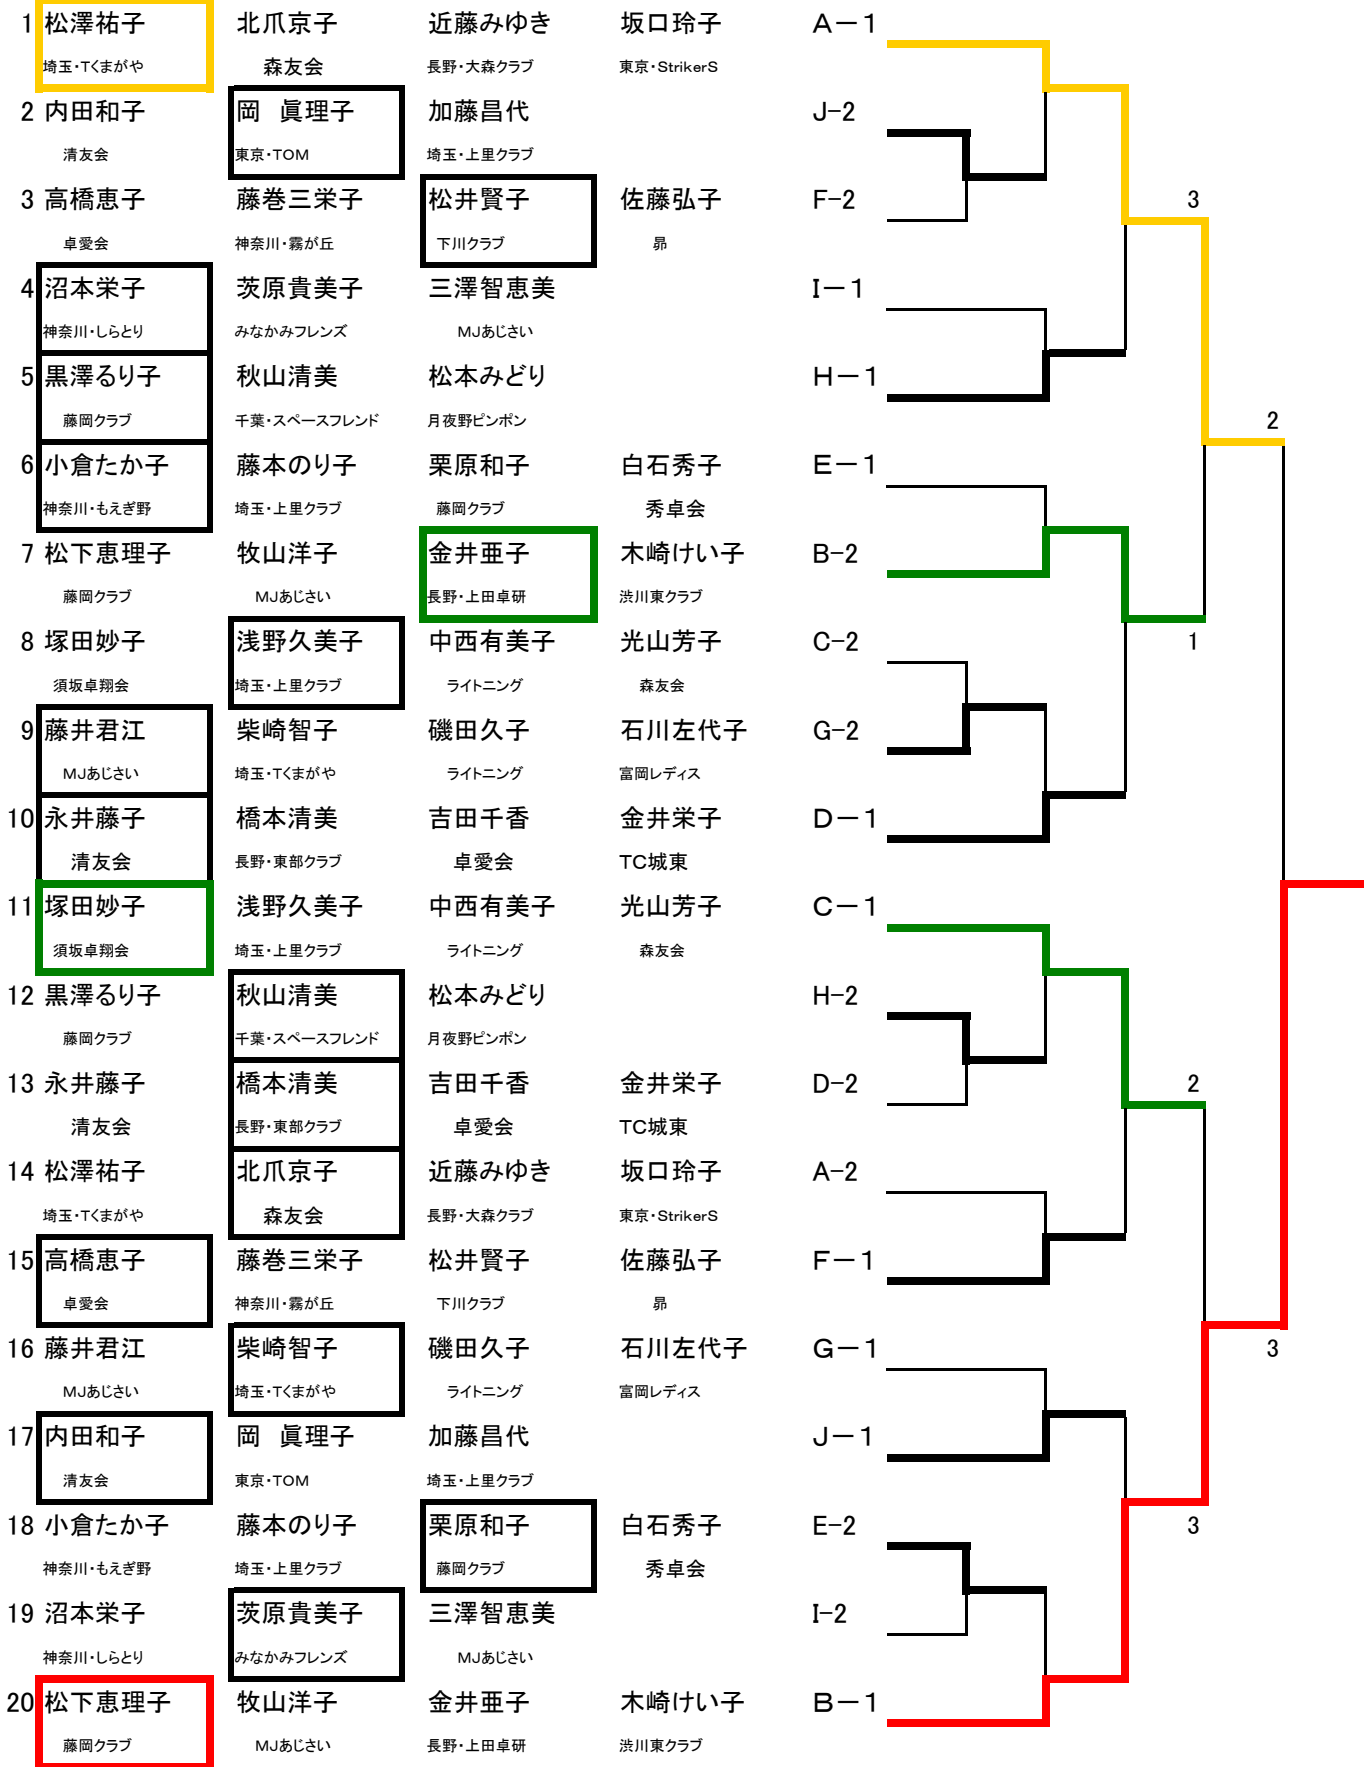 1 松澤祐子 北爪京子 近藤みゆき 坂口玲子 A－1
埼玉・Tくまがや 森友会 長野・大森クラブ 東京・StrikerS
2 内田和子 岡　眞理子 加藤昌代 J-2
清友会 東京・TOM 埼玉・上里クラブ
3 高橋恵子 藤巻三栄子 松井賢子 佐藤弘子 F-2 3
卓愛会 神奈川・霧が丘 下川クラブ 昴
4 沼本栄子 茨原貴美子 三澤智恵美 I－1
神奈川・しらとり みなかみフレンズ MJあじさい
5 黒澤るり子 秋山清美 松本みどり H－1
藤岡クラブ 千葉・スペースフレンド 月夜野ピンポン 2
6 小倉たか子 藤本のり子 栗原和子 白石秀子 E－1
神奈川・もえぎ野 埼玉・上里クラブ 藤岡クラブ 秀卓会
7 松下恵理子 牧山洋子 金井亜子 木崎けい子 B-2
藤岡クラブ MJあじさい 長野・上田卓研 渋川東クラブ
8 塚田妙子 浅野久美子 中西有美子 光山芳子 C-2 1
須坂卓翔会 埼玉・上里クラブ ライトニング 森友会
9 藤井君江 柴崎智子 磯田久子 石川左代子 G-2
MJあじさい 埼玉・Tくまがや ライトニング 富岡レディス
10 永井藤子 橋本清美 吉田千香 金井栄子 D－1
清友会 長野・東部クラブ 卓愛会 TC城東
11 塚田妙子 浅野久美子 中西有美子 光山芳子 C－1
須坂卓翔会 埼玉・上里クラブ ライトニング 森友会
12 黒澤るり子 秋山清美 松本みどり H-2
藤岡クラブ 千葉・スペースフレンド 月夜野ピンポン
13 永井藤子 橋本清美 吉田千香 金井栄子 D-2 2
清友会 長野・東部クラブ 卓愛会 TC城東
14 松澤祐子 北爪京子 近藤みゆき 坂口玲子 A-2
埼玉・Tくまがや 森友会 長野・大森クラブ 東京・StrikerS
15 高橋恵子 藤巻三栄子 松井賢子 佐藤弘子 F－1
卓愛会 神奈川・霧が丘 下川クラブ 昴
16 藤井君江 柴崎智子 磯田久子 石川左代子 G－1 3
MJあじさい 埼玉・Tくまがや ライトニング 富岡レディス
17 内田和子 岡　眞理子 加藤昌代 J－1
清友会 東京・TOM 埼玉・上里クラブ
18 小倉たか子 藤本のり子 栗原和子 白石秀子 E-2 3
神奈川・もえぎ野 埼玉・上里クラブ 藤岡クラブ 秀卓会
19 沼本栄子 茨原貴美子 三澤智恵美 I-2
神奈川・しらとり みなかみフレンズ MJあじさい
20 松下恵理子 牧山洋子 金井亜子 木崎けい子 B－1
藤岡クラブ MJあじさい 長野・上田卓研 渋川東クラブ